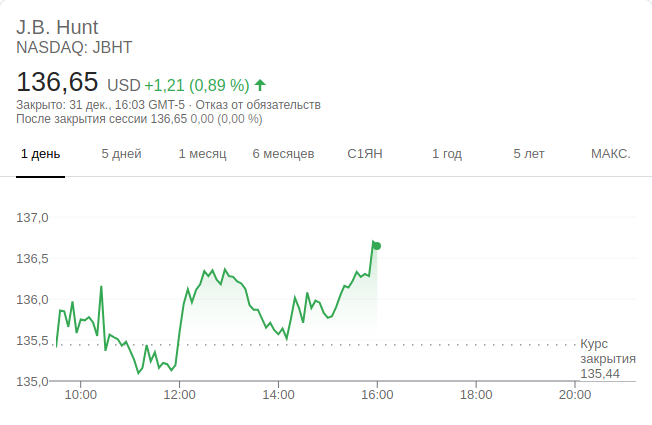 J.B. Hunt
NASDAQ: JBHT
136,65 USD +1,21 (0,89 %)
Закрыто: 31 дек., 16:03 GMT-5 · Отказ от обязательств
После закрытия сессии 136,65 0,00 (0,00 %)
1 день 5 дней 1 месяц 6 месяцев С1ЯН 1 год 5 лет МАКС.
137,0
136,5
136,0
135,5
135,0
Курс
закрытия
135,44
10:00 12:00 14:00 16:00 18:00 20:00